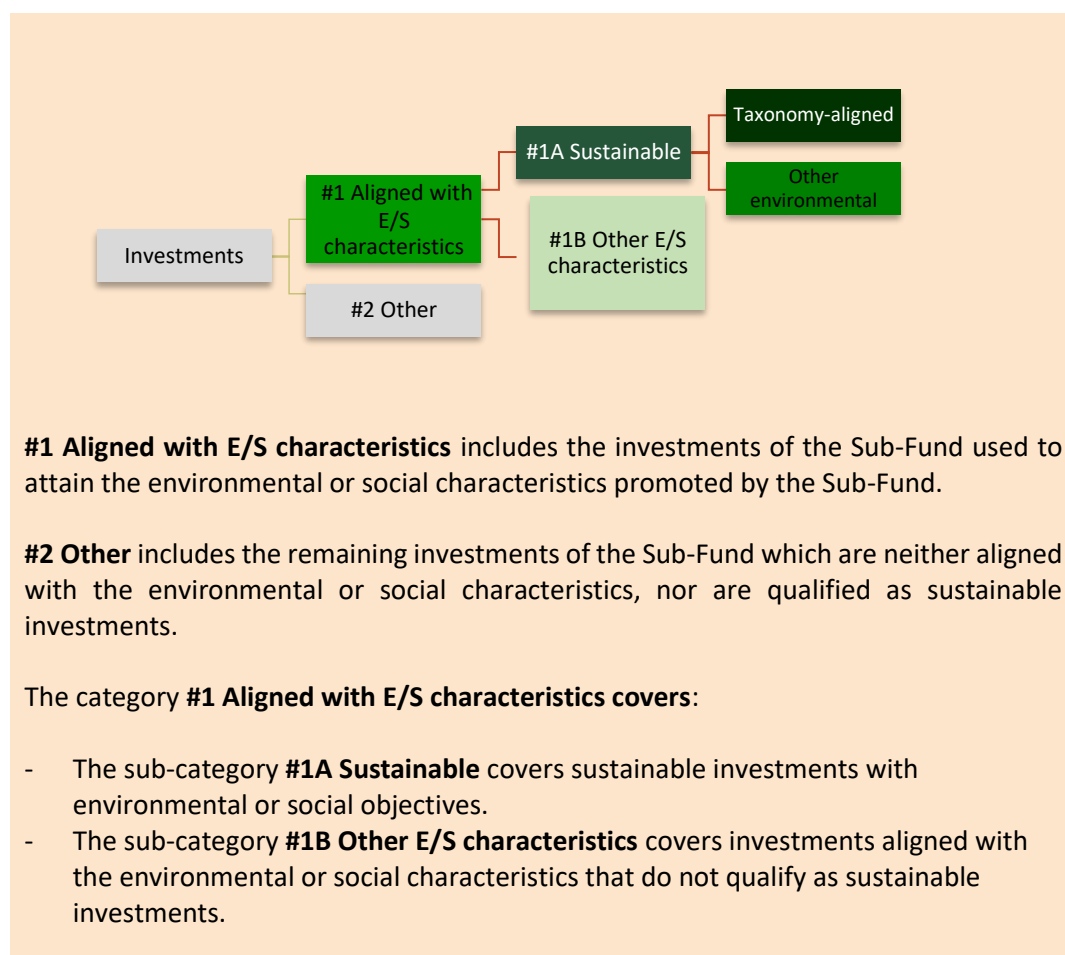 Taxonomy-aligned
#1A Sustainable
Other
environmental
#1 Aligned with
E/S
characteristics
#1B Other E/S
characteristics
Investments
#2 Other
#1 Aligned with E/S characteristics includes the investments of the Sub-Fund used to
attain the environmental or social characteristics promoted by the Sub-Fund.
#2 Other includes the remaining investments of the Sub-Fund which are neither aligned
with the environmental or social characteristics, nor are qualified as sustainable
investments.
The category #1 Aligned with E/S characteristics covers:
- The sub-category #1A Sustainable covers sustainable investments with
environmental or social objectives.
- The sub-category #1B Other E/S characteristics covers investments aligned with
the environmental or social characteristics that do not qualify as sustainable
investments.